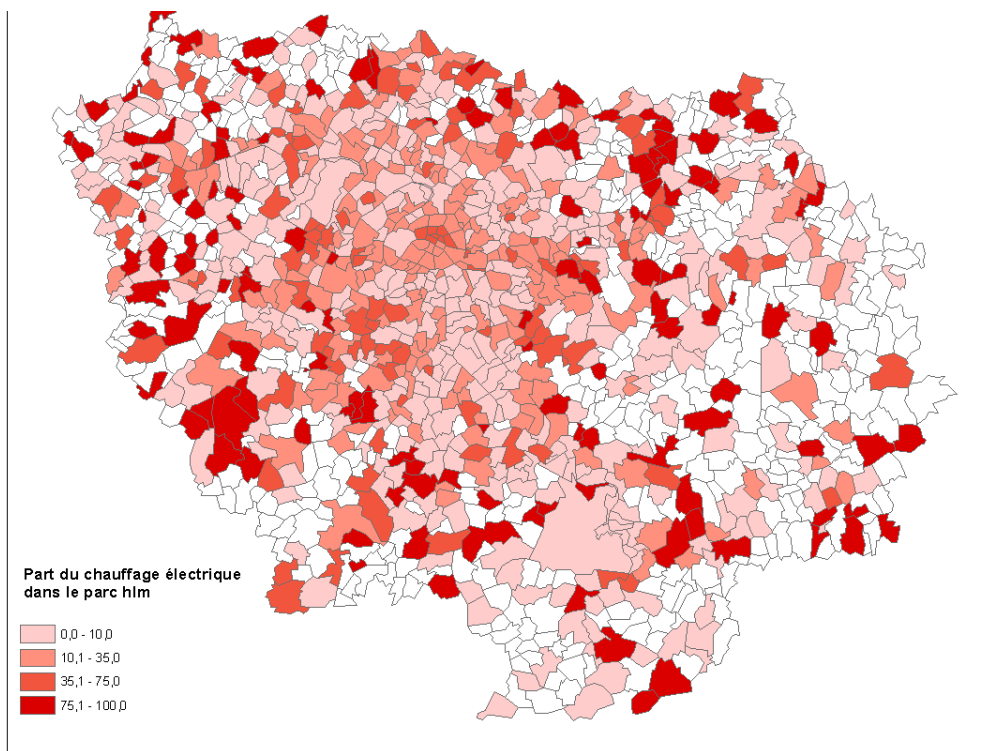 Part du chauffage électrique
dans le parc hlm
0,0 - 10,0
10,1 - 35,0
35,1 - 75,0
75,1 - 100,0